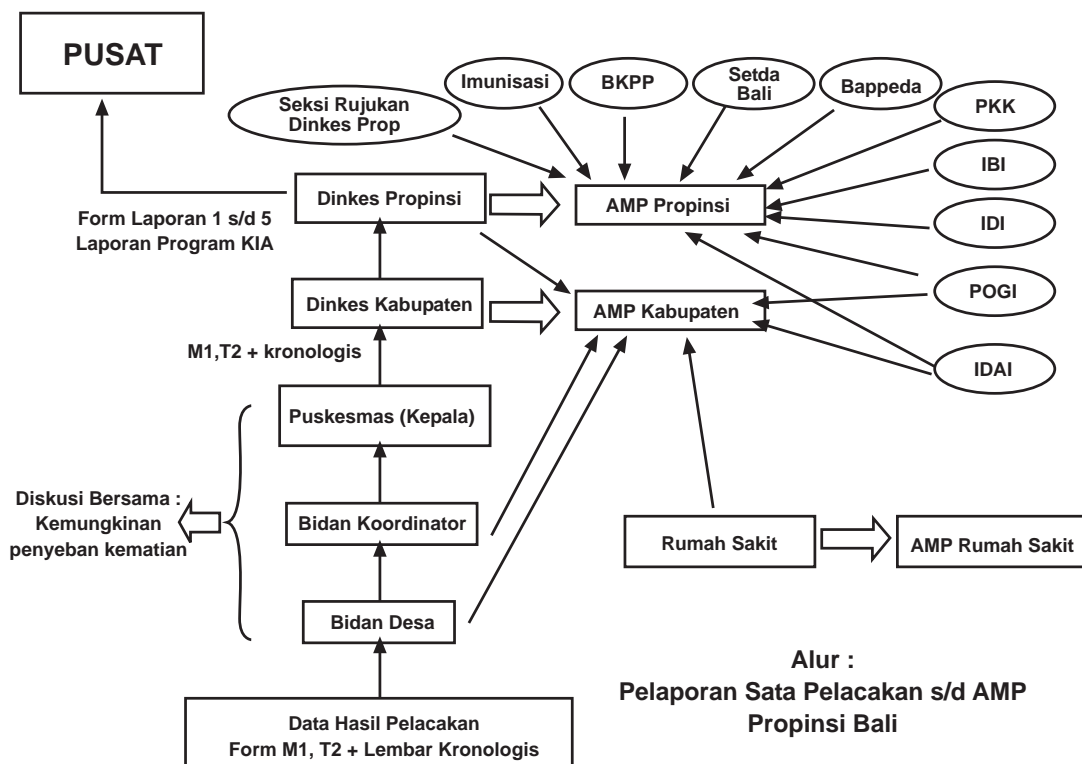 PUSAT
Imunisasi
BKPP
Setda
Bali
Bappeda
PKK
Seksi Rujukan
Dinkes Prop
IBI
Dinkes Propinsi
AMP Propinsi
IDI
Form Laporan 1 s/d 5
Laporan Program KIA
POGI
Dinkes Kabupaten
AMP Kabupaten
M1,T2 + kronologis
IDAI
Puskesmas (Kepala)
Diskusi Bersama :
Kemungkinan
penyeban kematian
Bidan Koordinator
Rumah Sakit
AMP Rumah Sakit
Bidan Desa
Alur :
Pelaporan Sata Pelacakan s/d AMP
Propinsi Bali
Data Hasil Pelacakan
Form M1, T2 + Lembar Kronologis